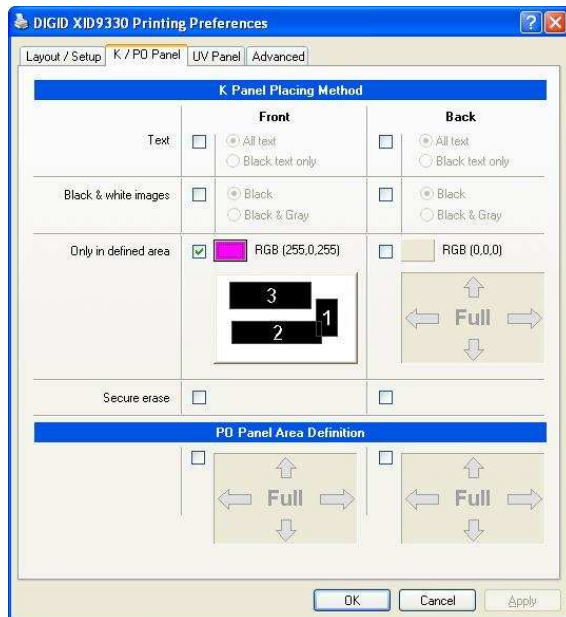 DIGID XID9330 Printing Preferences
Layout / Setup K / PO Panel UV Panel Advanced
K Panel Placing Method
Front Back
Text All text All text
Black text only Black text only
Black & white images Black Black
Black & Gray Black & Gray
Only in defined area RGB (255,0,255) RGB (0,0,0)
3
1
2
Full
Secure erase
PO Panel Area Definition
Full Full
OK Cancel Apply